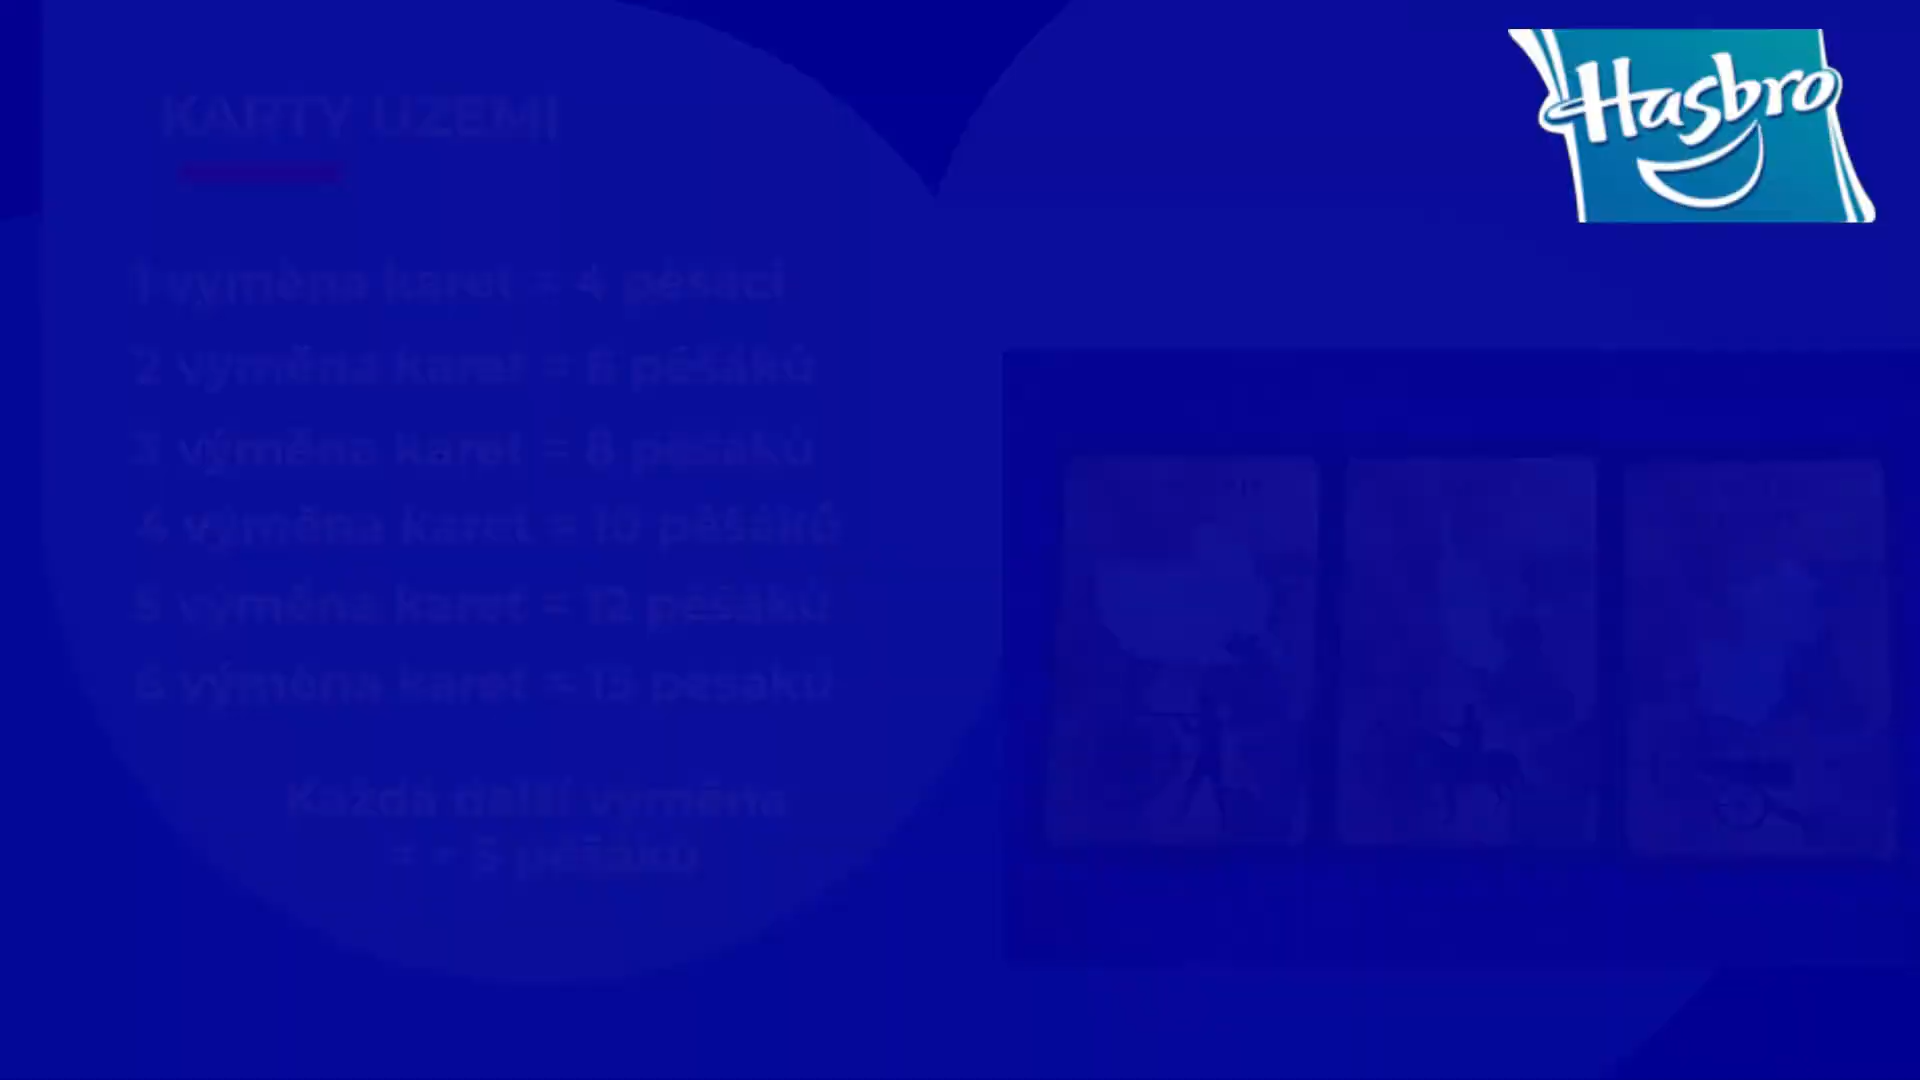 Hasbro
KARTY ÚZEMÍ
1 výměna karet = 4 pěšáci
2 výměna karet = 6 pěšáků
3 výměna karet = 8 pěšáků
4 výměna karet = 10 pěšáků
5 výměna karet = 12 pěšáků
6 výměna karet = 15 pěšáků
Každá další výměna
= + 5 pěšáků